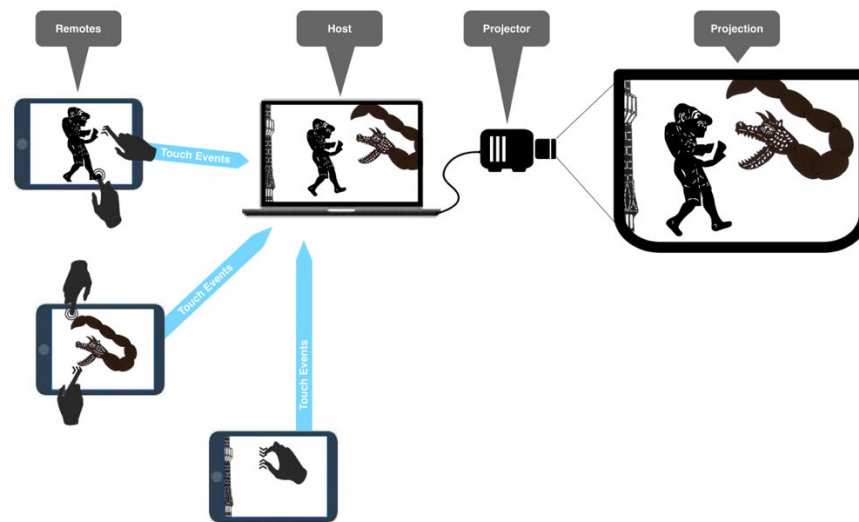 Remotes
Host
Projector
Projection
Touch Events
Touch Events
Touch Events